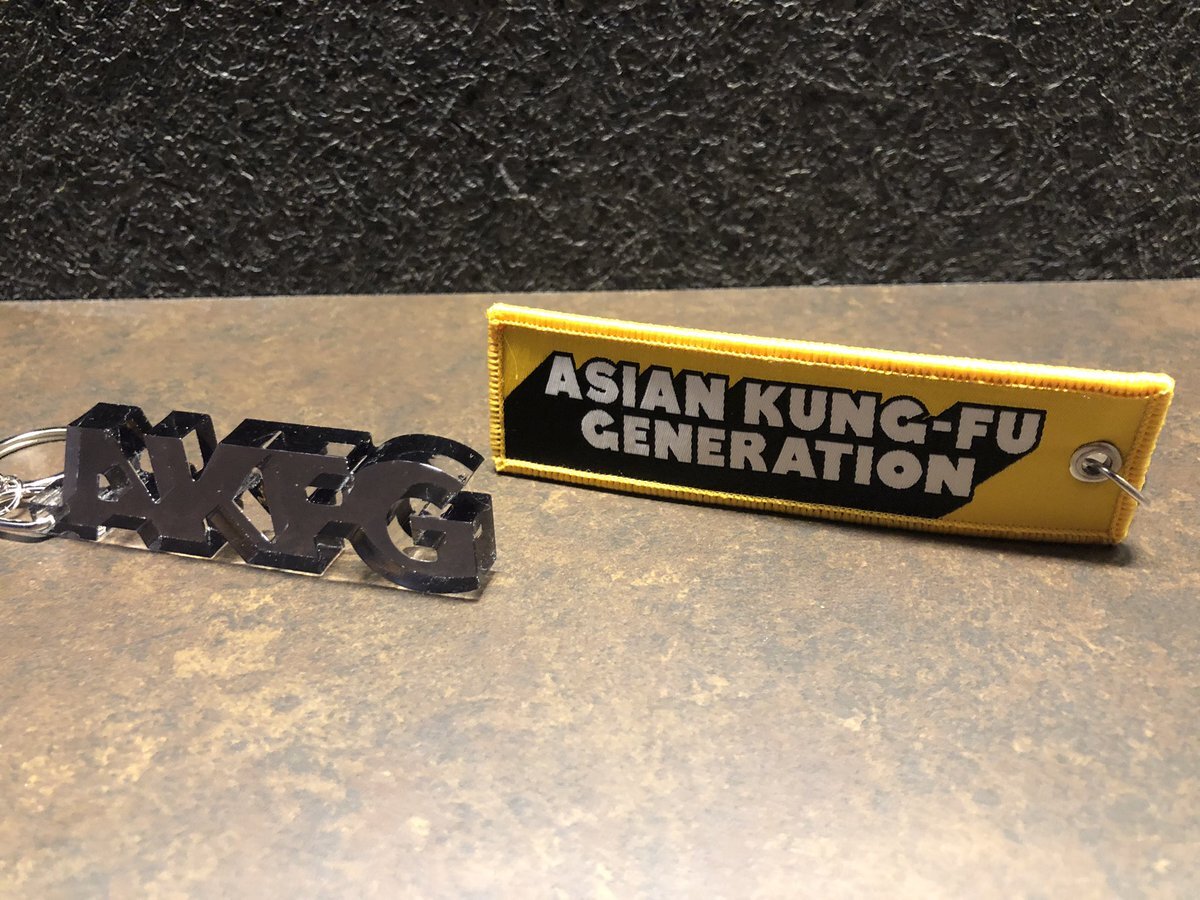 AKFG
ASIAN KUNG-FU
GENERATION